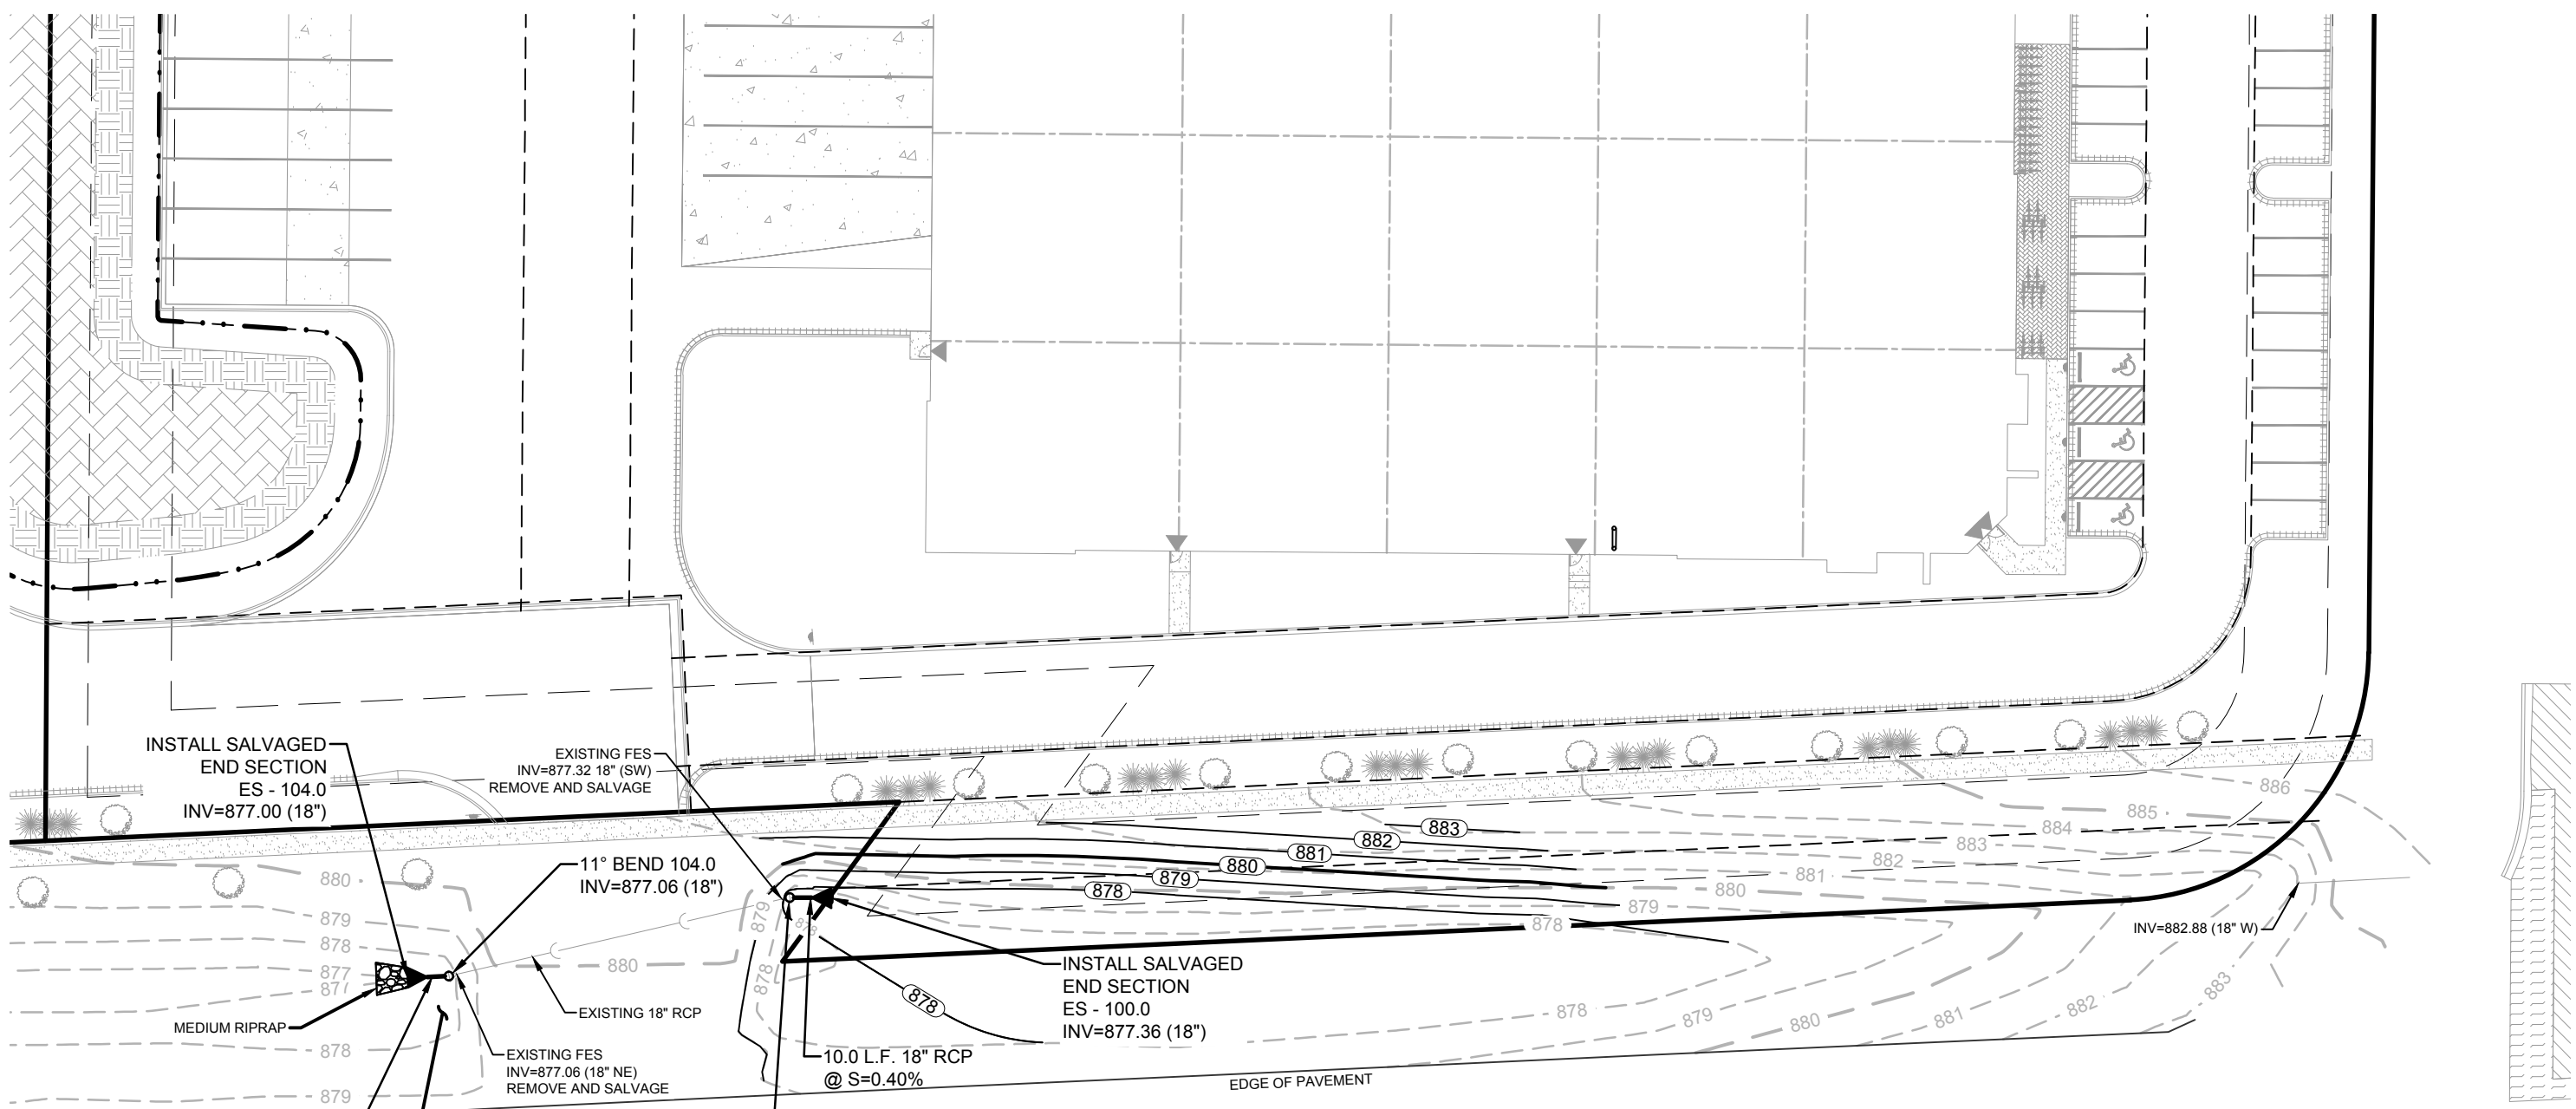 INSTALL SALVAGED
END SECTION
ES - 104.0
INV=877.00 (18")
EXISTING FES
INV=877.32 18" (SW)
REMOVE AND SALVAGE
11° BEND 104.0
INV=877.06 (18")
MEDIUM RIPRAP
EXISTING 18" RCP
EXISTING FES
INV=877.06 (18" NE)
REMOVE AND SALVAGE
10.0 L.F. 18" RCP
@ S=0.40%
INSTALL SALVAGED
END SECTION
ES - 100.0
INV=877.36 (18")
EDGE OF PAVEMENT
INV=882.88 (18" W)
880
879
878
877
877
878
879
880
879
878
878
878
883
882
881
880
879
878
886
885
884
883
882
881
880
879
878
878
879
880
881
882
883